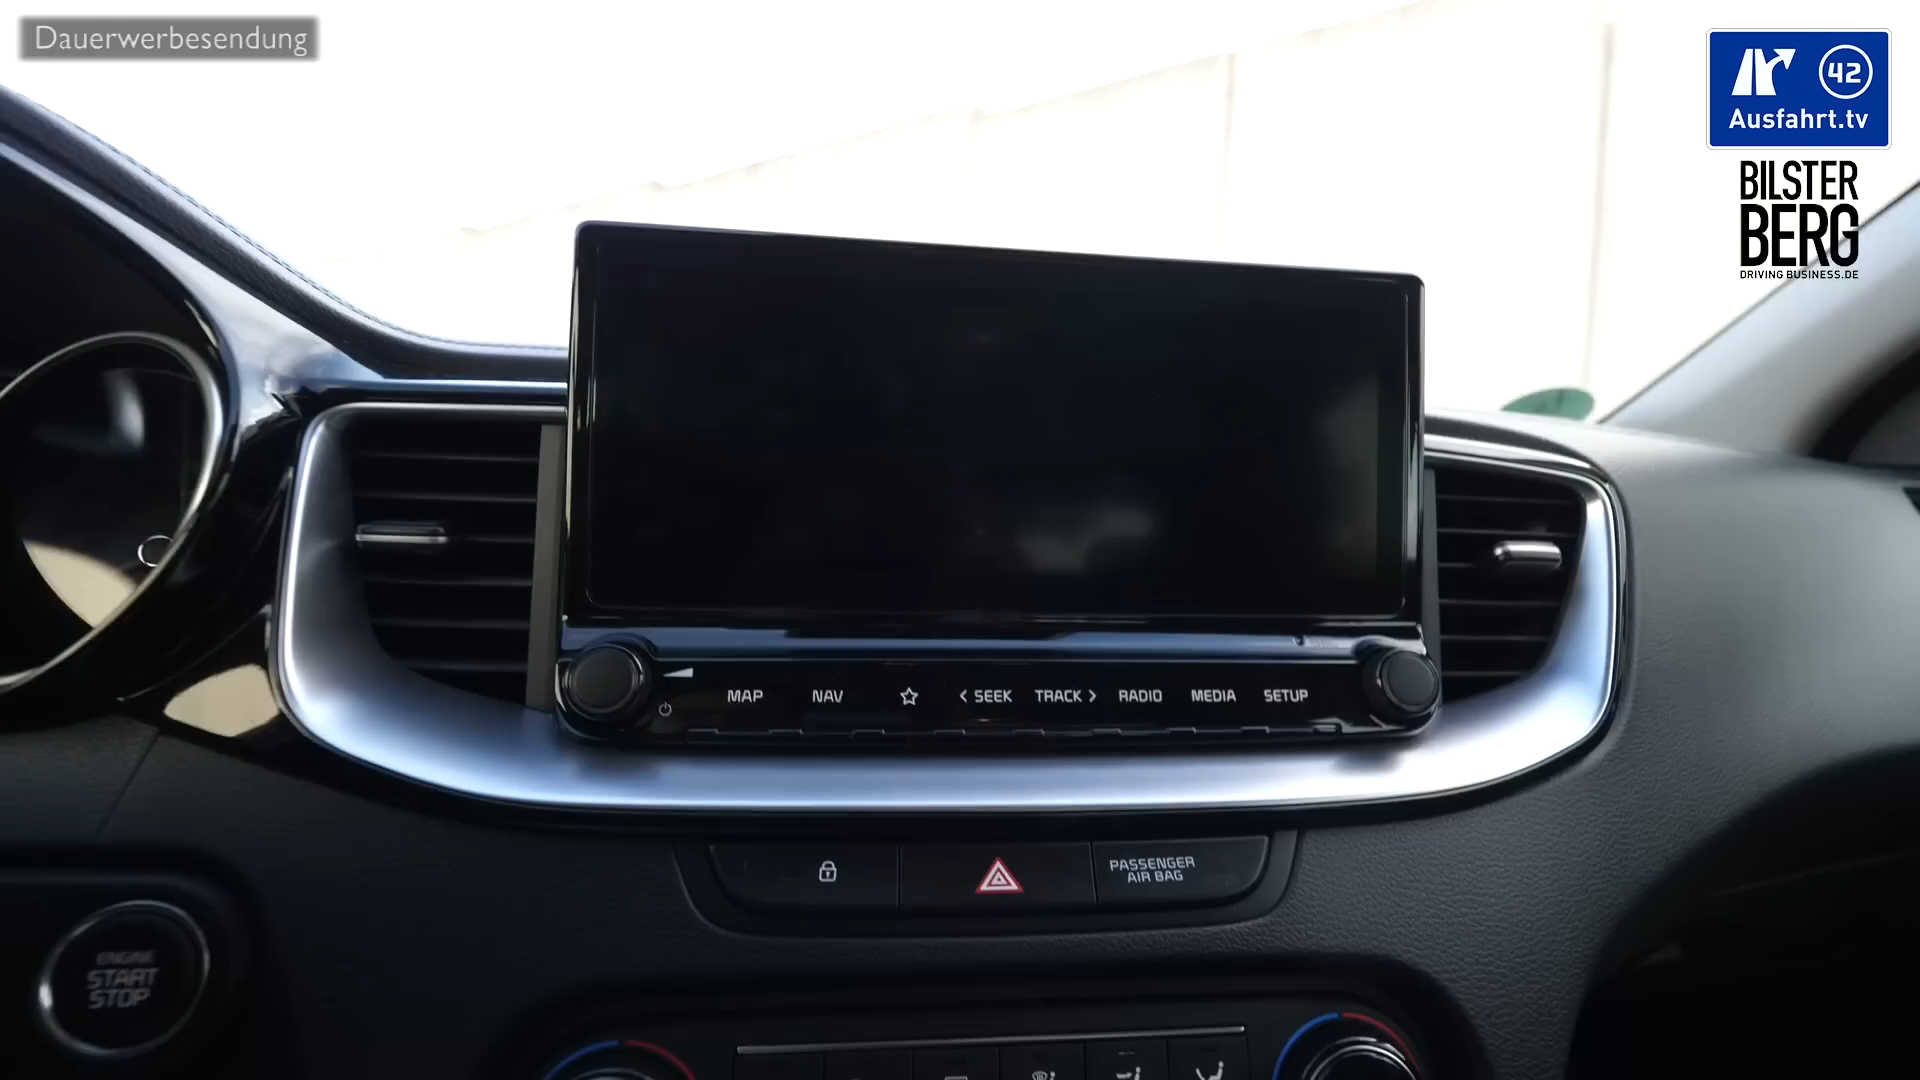 Dauerwerbesendung
42
Ausfahrt.tv
BILSTER
BERG
DRIVING BUSINESS.DE
MAP NAV < SEEK TRACK > RADIO MEDIA SETUP
PASSENGER
AIR BAG
ENGINE
START
STOP